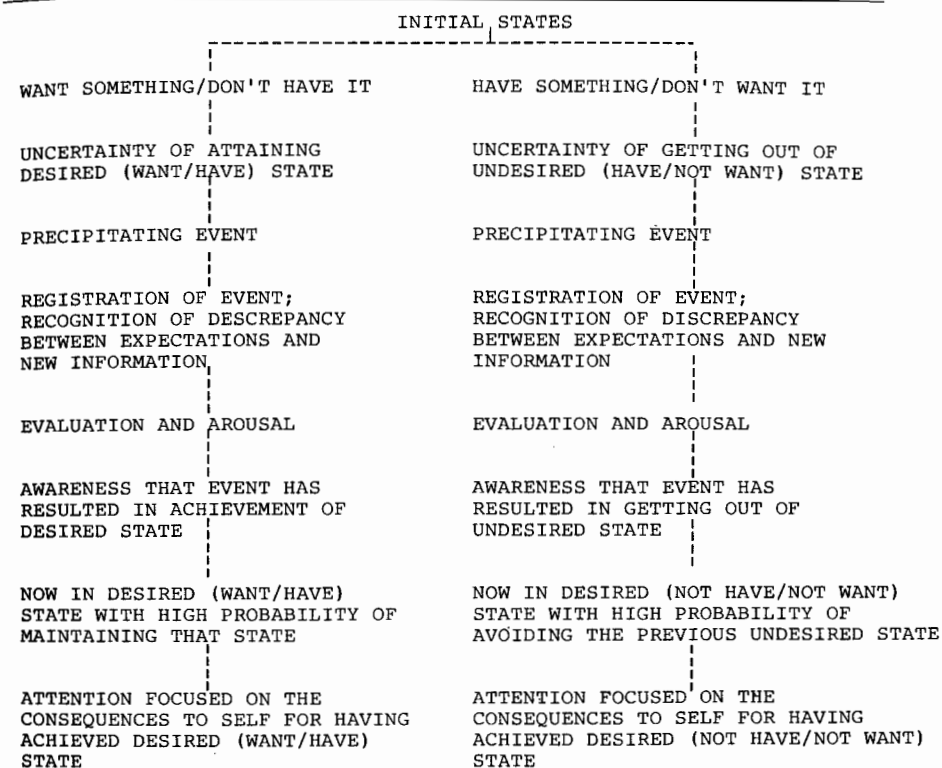 INITIAL STATES
WANT SOMETHING/DON'T HAVE IT
UNCERTAINTY OF ATTAINING
DESIRED (WANT/HAVE) STATE
PRECIPITATING EVENT
REGISTRATION OF EVENT;
RECOGNITION OF DESCREPANCY
BETWEEN EXPECTATIONS AND
NEW INFORMATION
EVALUATION AND AROUSAL
AWARENESS THAT EVENT HAS
RESULTED IN ACHIEVEMENT OF
DESIRED STATE
NOW IN DESIRED (WANT/HAVE)
STATE WITH HIGH PROBABILITY OF
MAINTAINING THAT STATE
ATTENTION FOCUSED ON THE
CONSEQUENCES TO SELF FOR HAVING
ACHIEVED DESIRED (WANT/HAVE)
STATE
HAVE SOMETHING/DON'T WANT IT
UNCERTAINTY OF GETTING OUT OF
UNDESIRED (HAVE/NOT WANT) STATE
PRECIPITATING EVENT
REGISTRATION OF EVENT;
RECOGNITION OF DISCREPANCY
BETWEEN EXPECTATIONS AND NEW
INFORMATION
EVALUATION AND AROUSAL
AWARENESS THAT EVENT HAS
RESULTED IN GETTING OUT OF
UNDESIRED STATE
NOW IN DESIRED (NOT HAVE/NOT WANT)
STATE WITH HIGH PROBABILITY OF
AVOIDING THE PREVIOUS UNDESIRED STATE
ATTENTION FOCUSED ON THE
CONSEQUENCES TO SELF FOR HAVING
ACHIEVED DESIRED (NOT HAVE/NOT WANT)
STATE